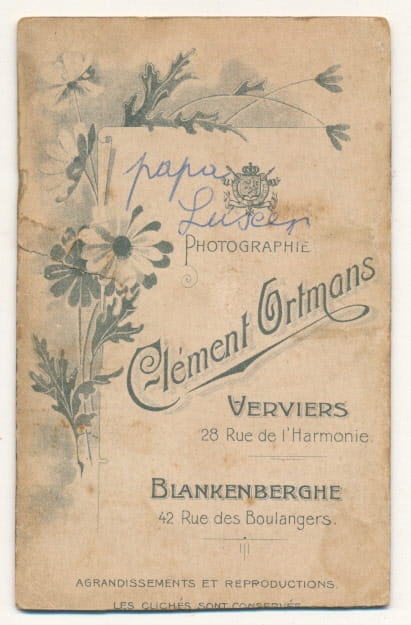 papa
Luscen
PHOTOGRAPHIE
Clément Ortmans
VERVIERS
28 Rue de l'Harmonie.
BLANKENBERGHE
42 Rue des Boulangers.
AGRANDISSEMENTS ET REPRODUCTIONS.
LES CLICHÉS SONT CONSERVÉS